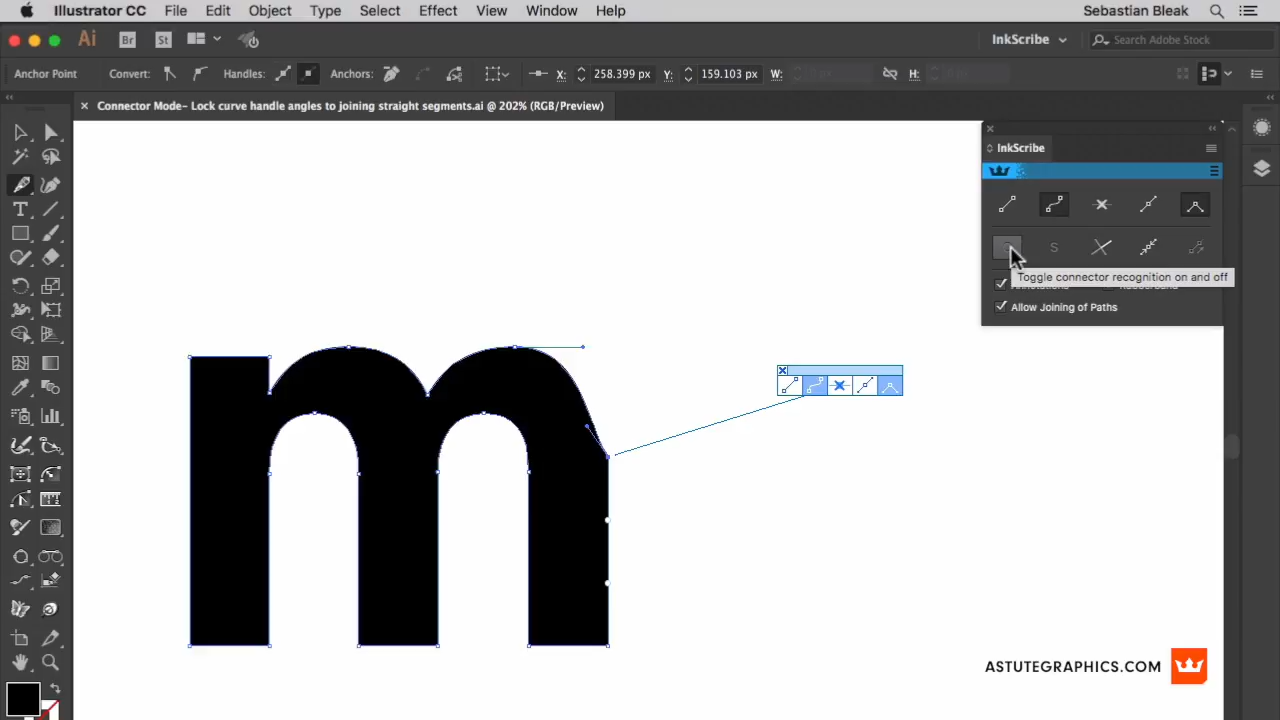 Illustrator CC File Edit Object Type Select Effect View Window Help Sebastian Bleak
Ai Br St InkScribe Search Adobe Stock
Anchor Point Convert: Handles: Anchors: X: 258.399 px Y: 159.103 px W: H:
Connector Mode- Lock curve handle angles to joining straight segments.ai @ 202% (RGB/Preview)
InkScribe
S
Toggle connector recognition on and off
Allow Joining of Paths
m
ASTUTEGRAPHICS.COM